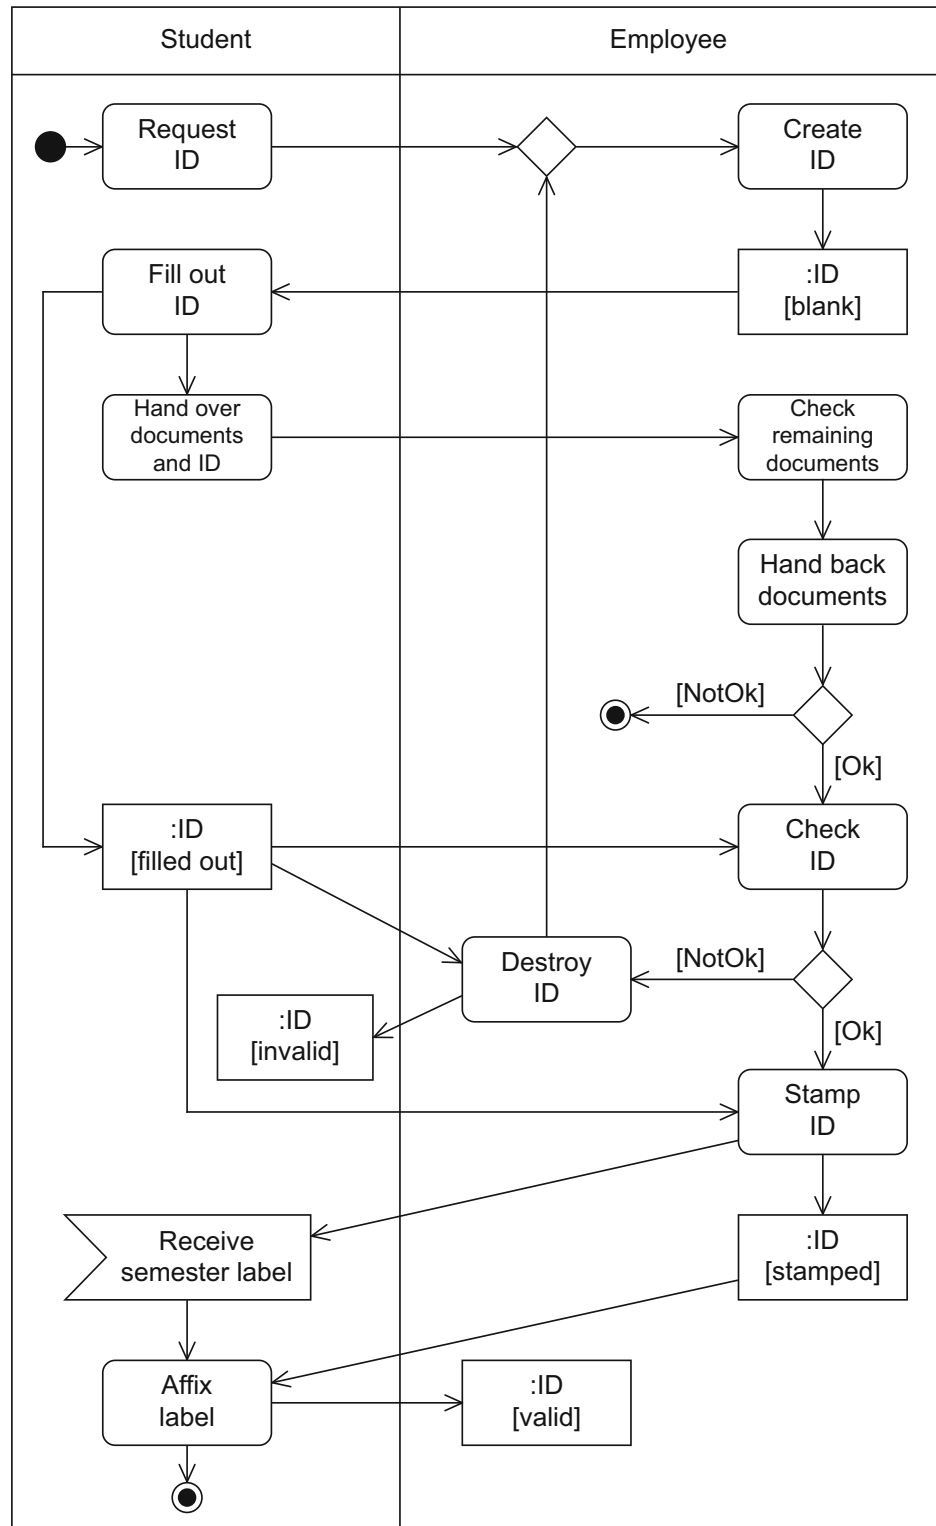 Student
Employee
Request
ID
Create
ID
Fill out
ID
:ID
[blank]
Hand over
documents
and ID
Check
remaining
documents
Hand back
documents
[NotOk]
[Ok]
:ID
[filled out]
Check
ID
Destroy
ID
[NotOk]
:ID
[invalid]
[Ok]
Stamp
ID
Receive
semester label
:ID
[stamped]
Affix
label
:ID
[valid]